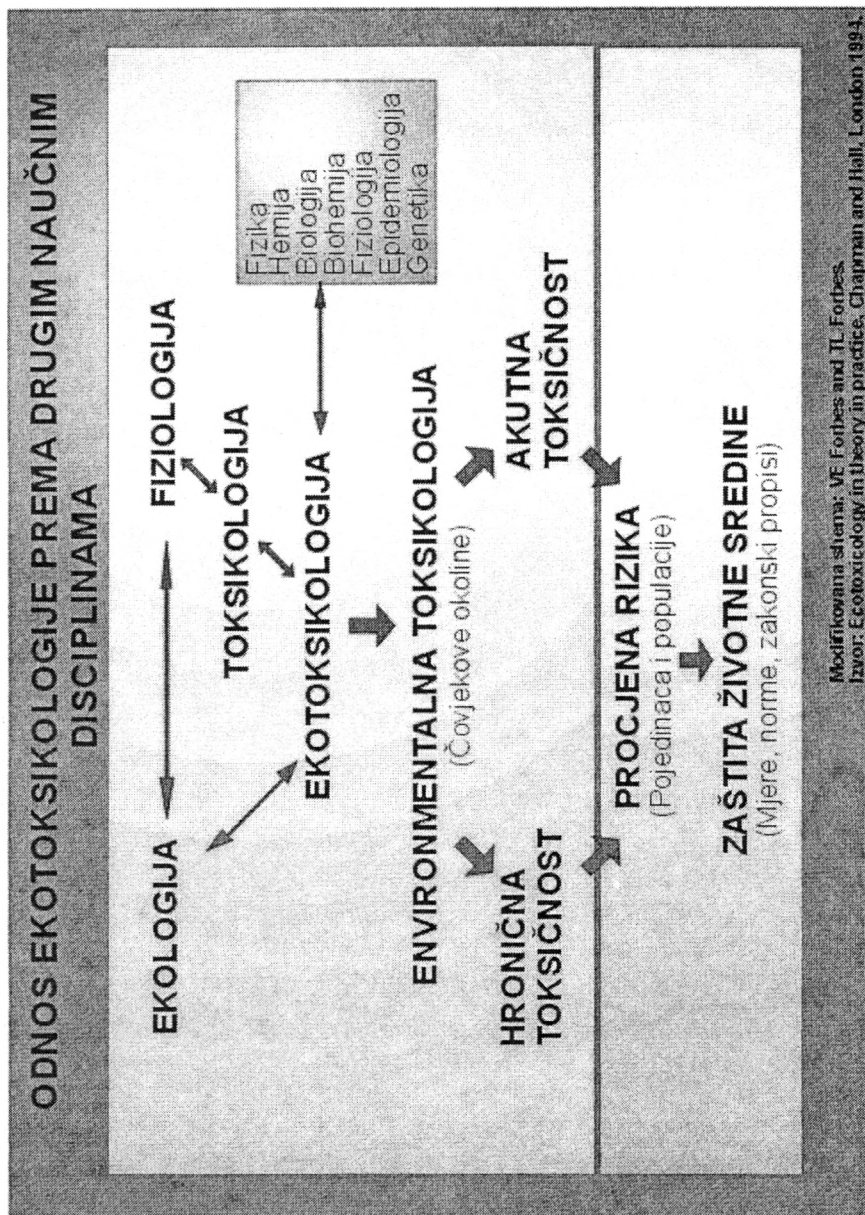 ODNOS EKOTOKSIKOLOGIJE PREMA DRUGIM NAUČNIM
DISCIPLINAMA
EKOLOGIJA
FIZIOLOGIJA
TOKSIKOLOGIJA
EKOTOKSIKOLOGIJA
Fizika
Hemija
Biologija
Biohemija
Fiziologija
Epidemiologija
Genetika
ENVIRONMENTALNA TOKSIKOLOGIJA
(Čovjekove okoline)
HRONIČNA
TOKSIČNOST
AKUTNA
TOKSIČNOST
PROCJENA RIZIKA
(Pojedinaca i populacije)
ZAŠTITA ŽIVOTNE SREDINE
(Mjere, norme, zakonski propisi)
Modifikovana shema: VE Forbes and TL Forbes.
Izvor: Exotoxicology in theory in practice. Chapman and Hall, London 1994.